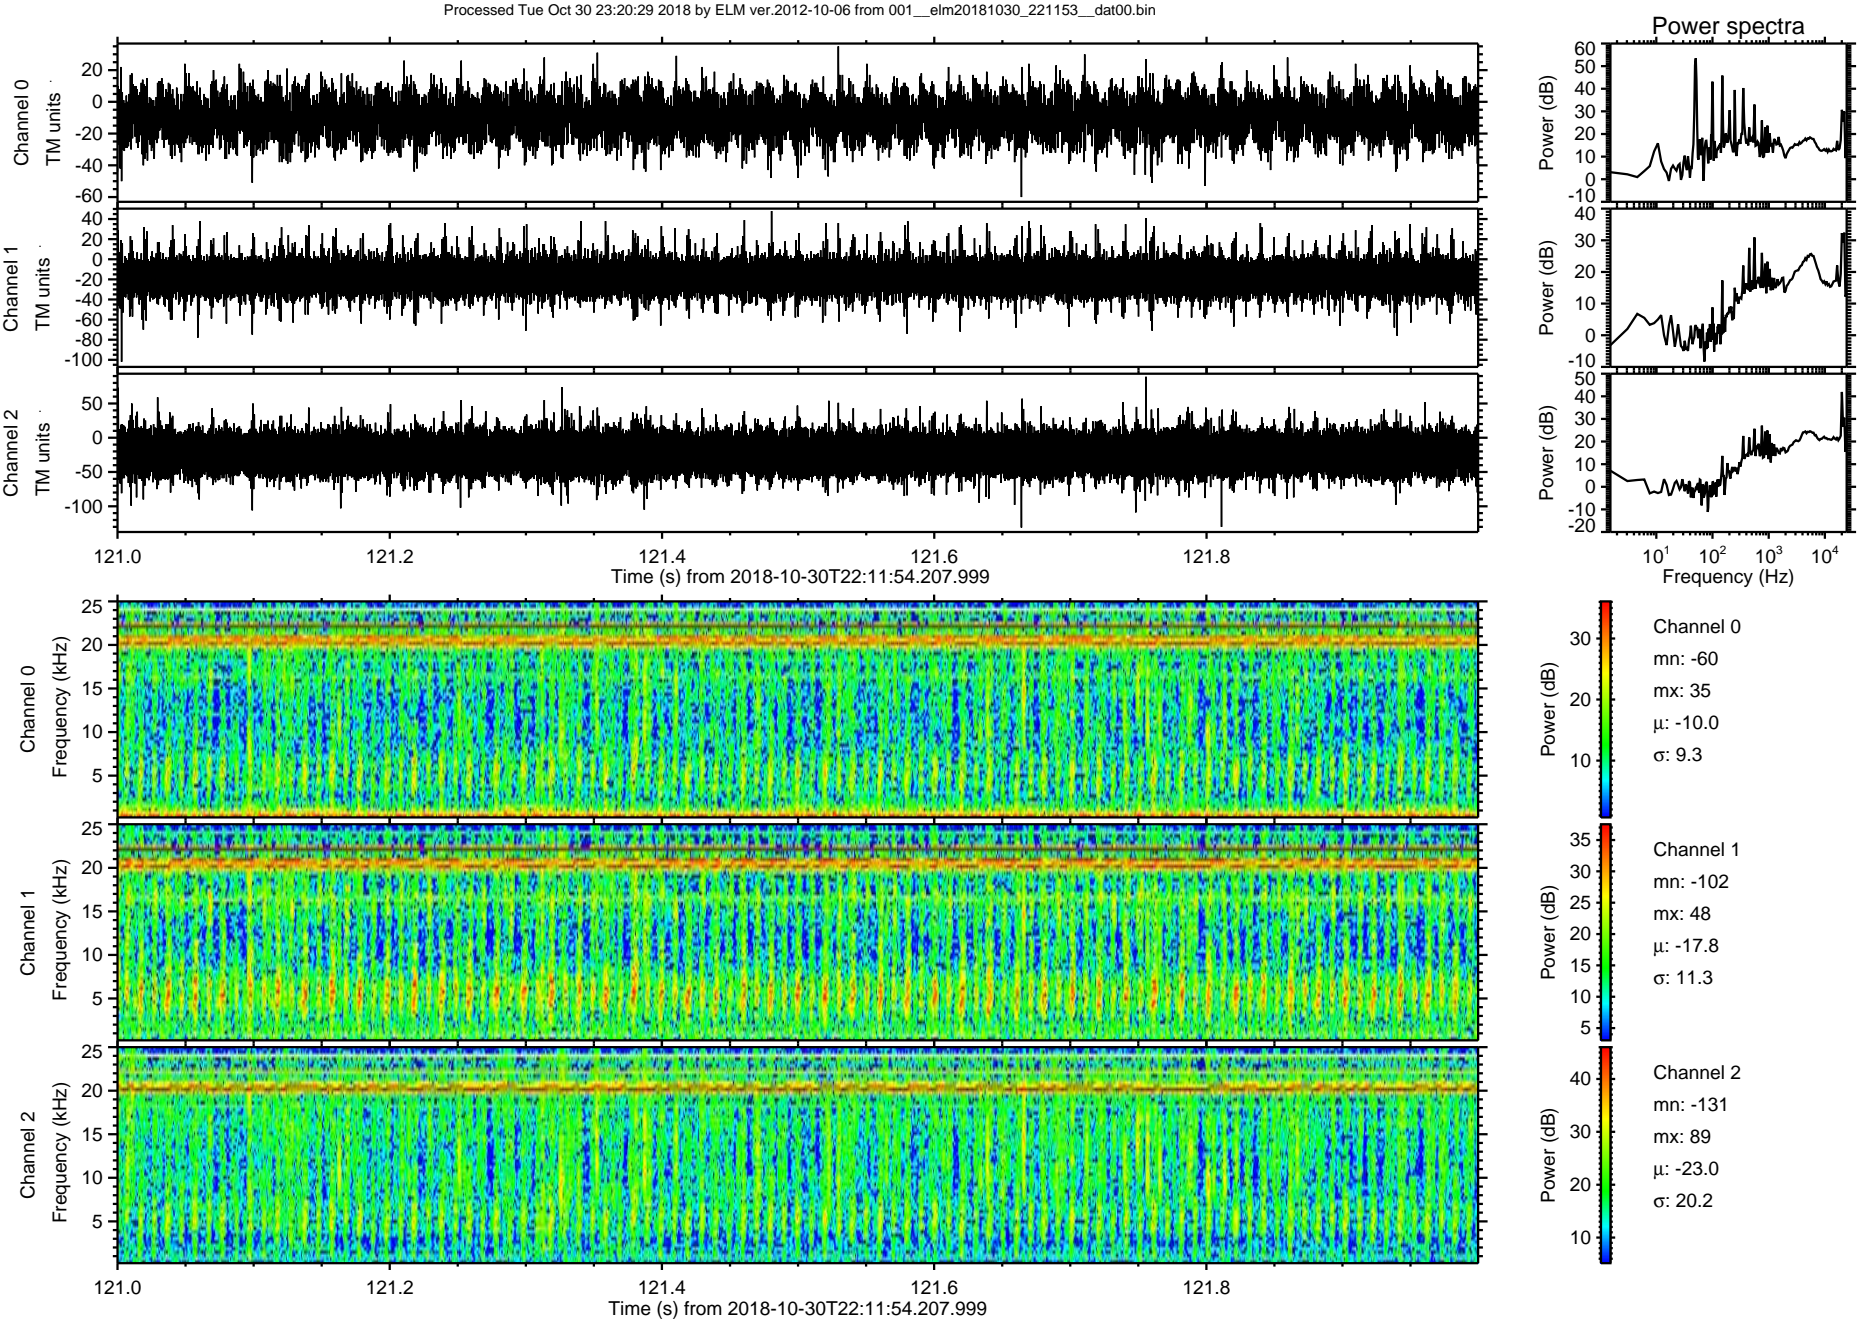 Processed Tue Oct 30 23:20:29 2018 by ELM ver.2012-10-06 from 001__elm20181030_221153__dat00.bin
Power spectra
Channel 0
TM units
20
0
-20
-40
-60
Power (dB)
60
50
40
30
20
10
0
-10
Channel 1
TM units
40
20
0
-20
-40
-60
-80
-100
Power (dB)
40
30
20
10
0
-10
Channel 2
TM units
50
0
-50
-100
Power (dB)
50
40
30
20
10
0
-10
-20
121.0 121.2 121.4 121.6 121.8
Time (s) from 2018-10-30T22:11:54.207.999
10¹ 10² 10³ 10⁴
Frequency (Hz)
Channel 0
Frequency (kHz)
25
20
15
10
5
Power (dB)
30
20
10
Channel 0
mn: -60
mx: 35
µ: -10.0
σ: 9.3
Channel 1
Frequency (kHz)
25
20
15
10
5
Power (dB)
35
30
25
20
15
10
5
Channel 1
mn: -102
mx: 48
µ: -17.8
σ: 11.3
Channel 2
Frequency (kHz)
25
20
15
10
5
Power (dB)
40
30
20
10
Channel 2
mn: -131
mx: 89
µ: -23.0
σ: 20.2
121.0 121.2 121.4 121.6 121.8
Time (s) from 2018-10-30T22:11:54.207.999